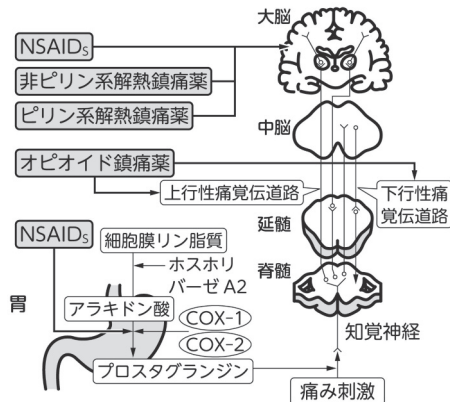 大脳
NSAIDs
非ピリン系解熱鎮痛薬
ピリン系解熱鎮痛薬
中脳
オピオイド鎮痛薬
上行性痛覚伝道路
下行性痛
覚伝道路
延髄
NSAIDs
細胞膜リン脂質
脊髄
ホスホリ
パーゼ A2
胃
アラキドン酸
COX-1
COX-2
知覚神経
プロスタグランジン
痛み刺激